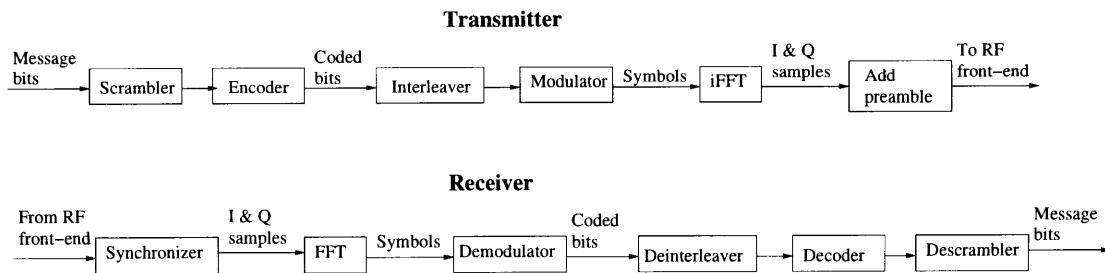 Transmitter
Message
bits
Scrambler
Encoder
Coded
bits
Interleaver
Modulator
Symbols
iFFT
I & Q
samples
Add
preamble
To RF
front-end
Receiver
From RF
front-end
Synchronizer
I & Q
samples
FFT
Symbols
Demodulator
Coded
bits
Deinterleaver
Decoder
Descrambler
Message
bits